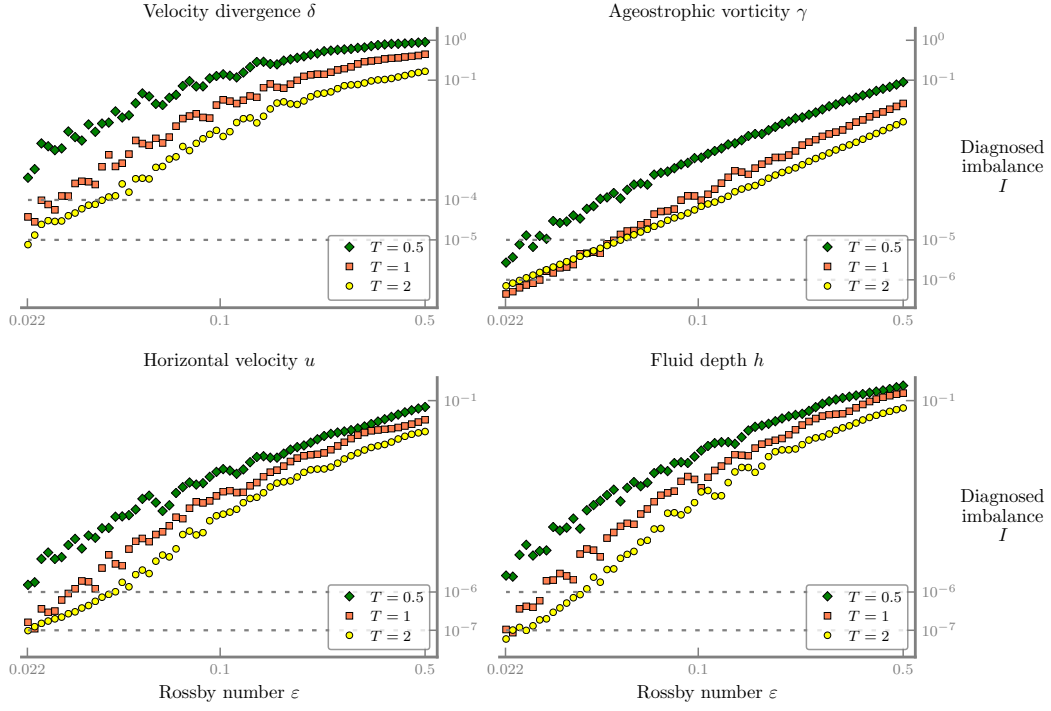 Velocity divergence δ
10⁰
10⁻¹
10⁻⁴
10⁻⁵
T = 0.5
T = 1
T = 2
0.022
0.1
0.5
Ageostrophic vorticity γ
10⁰
10⁻¹
10⁻⁵
10⁻⁶
T = 0.5
T = 1
T = 2
0.022
0.1
0.5
Diagnosed
imbalance
I
Horizontal velocity u
10⁻¹
10⁻⁶
10⁻⁷
T = 0.5
T = 1
T = 2
0.022
0.1
0.5
Rossby number ε
Fluid depth h
10⁻¹
10⁻⁶
10⁻⁷
T = 0.5
T = 1
T = 2
0.022
0.1
0.5
Rossby number ε
Diagnosed
imbalance
I